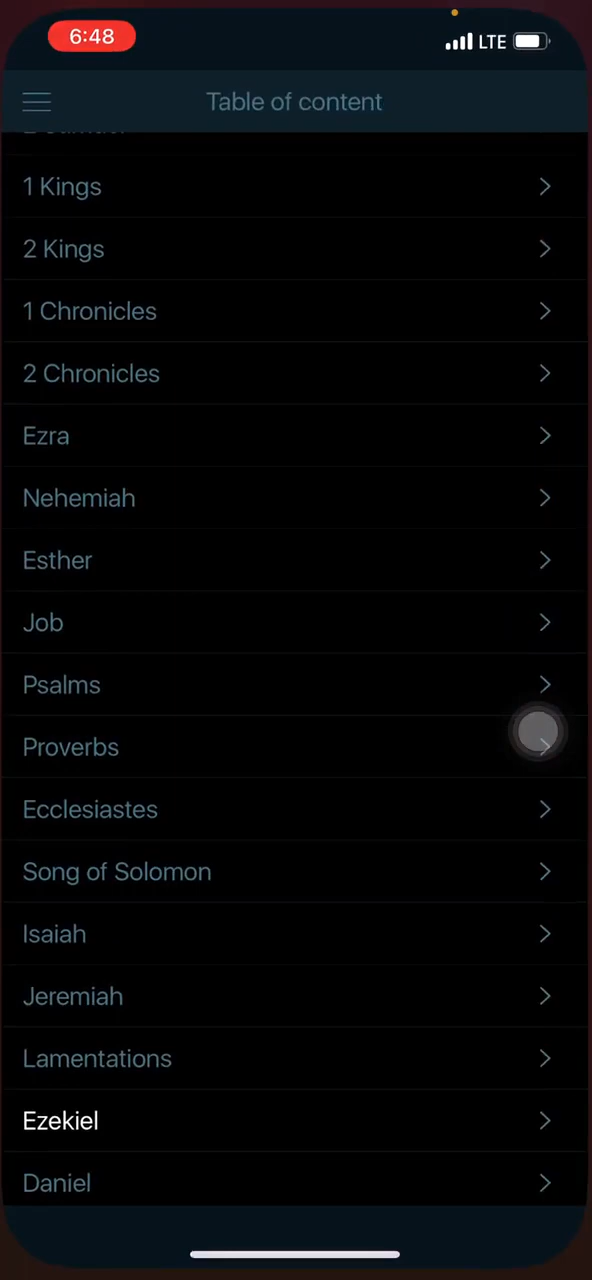 6:48
LTE
Table of content
1 Kings
2 Kings
1 Chronicles
2 Chronicles
Ezra
Nehemiah
Esther
Job
Psalms
Proverbs
Ecclesiastes
Song of Solomon
Isaiah
Jeremiah
Lamentations
Ezekiel
Daniel